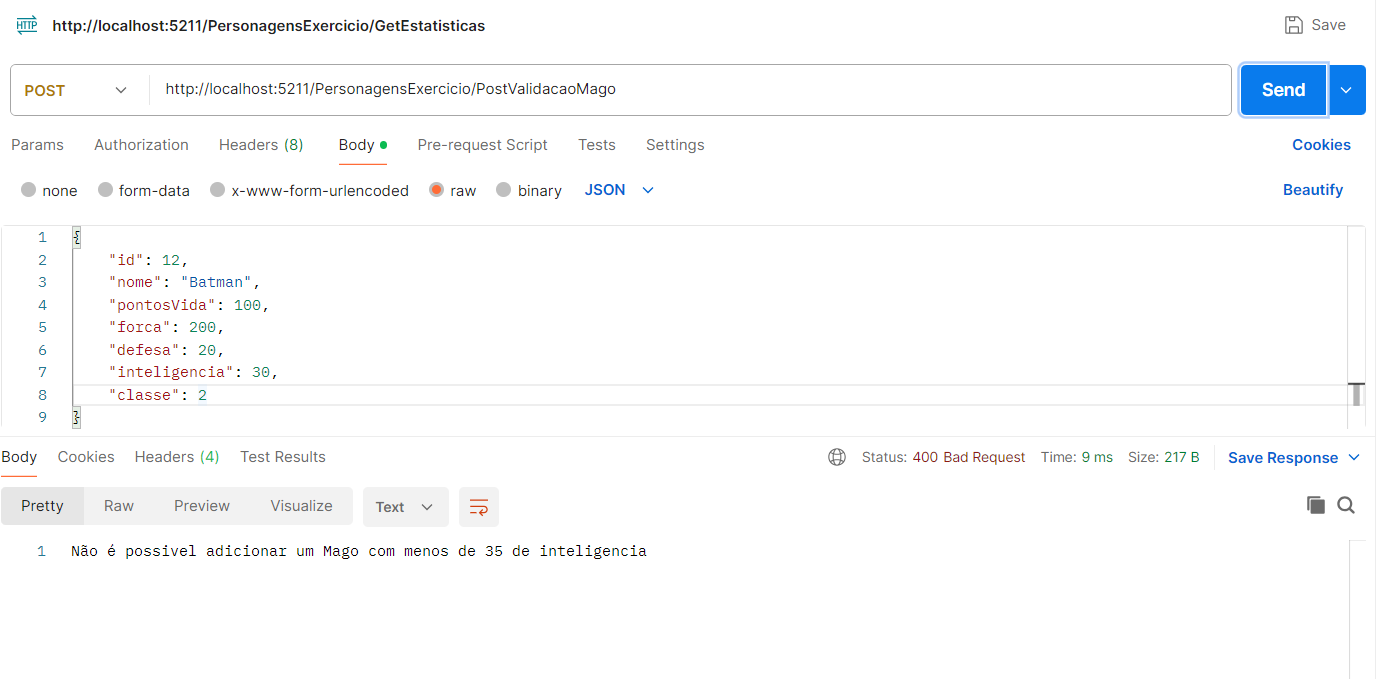 HTTP http://localhost:5211/PersonagensExercicio/GetEstatisticas Save
POST http://localhost:5211/PersonagensExercicio/PostValidacaoMago Send
Params Authorization Headers (8) Body Pre-request Script Tests Settings Cookies
none form-data x-www-form-urlencoded raw binary JSON Beautify
1 {
2 "id": 12,
3 "nome": "Batman",
4 "pontosVida": 100,
5 "forca": 200,
6 "defesa": 20,
7 "inteligencia": 30,
8 "classe": 2
9 }
Body Cookies Headers (4) Test Results Status: 400 Bad Request Time: 9 ms Size: 217 B Save Response
Pretty Raw Preview Visualize Text
1 Não é possivel adicionar um Mago com menos de 35 de inteligencia